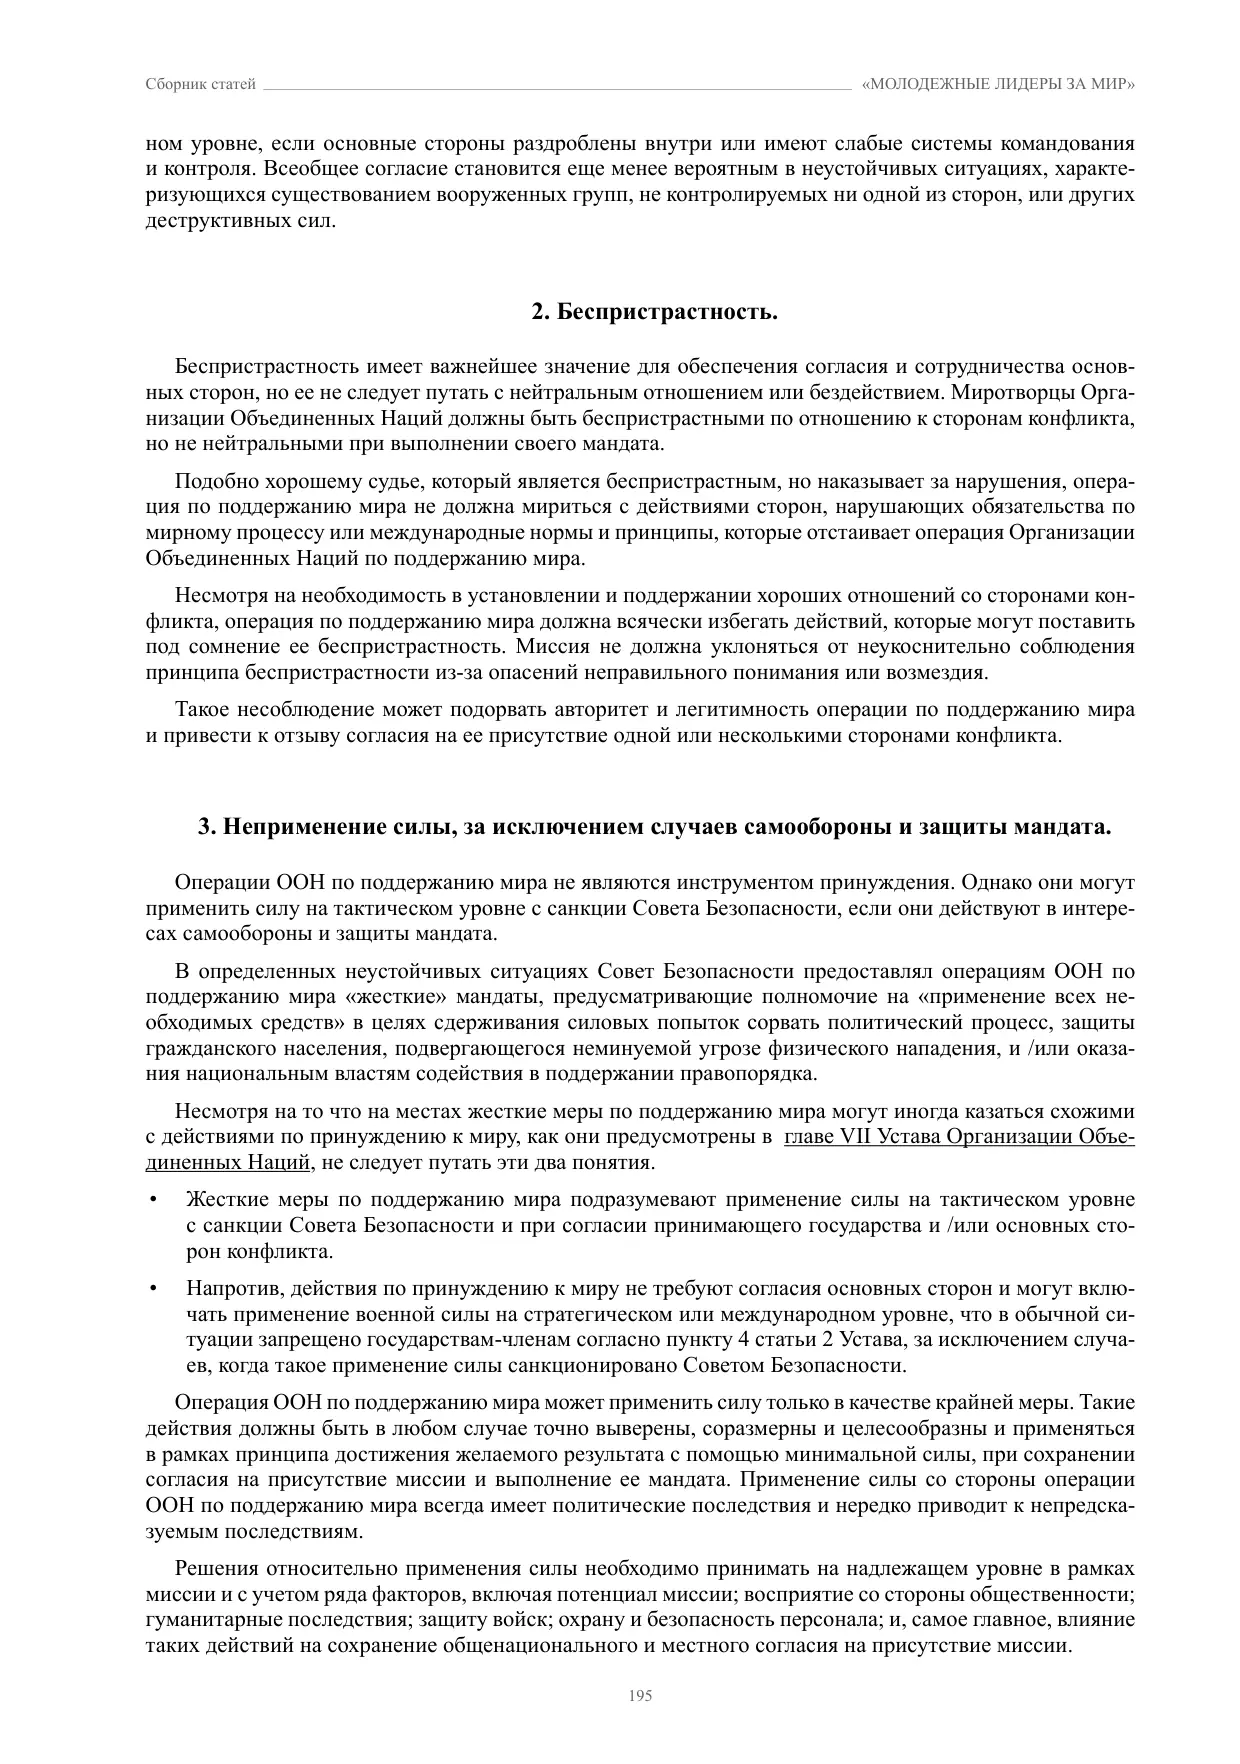 Сборник статей «МОЛОДЕЖНЫЕ ЛИДЕРЫ ЗА МИР»
ном уровне, если основные стороны раздроблены внутри или имеют слабые системы командования
и контроля. Всеобщее согласие становится еще менее вероятным в неустойчивых ситуациях, характе-
ризующихся существованием вооруженных групп, не контролируемых ни одной из сторон, или других
деструктивных сил.
2. Беспристрастность.
Беспристрастность имеет важнейшее значение для обеспечения согласия и сотрудничества основ-
ных сторон, но ее не следует путать с нейтральным отношением или бездействием. Миротворцы Орга-
низации Объединенных Наций должны быть беспристрастными по отношению к сторонам конфликта,
но не нейтральными при выполнении своего мандата.
Подобно хорошему судье, который является беспристрастным, но наказывает за нарушения, опера-
ция по поддержанию мира не должна мириться с действиями сторон, нарушающих обязательства по
мирному процессу или международные нормы и принципы, которые отстаивает операция Организации
Объединенных Наций по поддержанию мира.
Несмотря на необходимость в установлении и поддержании хороших отношений со сторонами кон-
фликта, операция по поддержанию мира должна всячески избегать действий, которые могут поставить
под сомнение ее беспристрастность. Миссия не должна уклоняться от неукоснительно соблюдения
принципа беспристрастности из-за опасений неправильного понимания или возмездия.
Такое несоблюдение может подорвать авторитет и легитимность операции по поддержанию мира
и привести к отзыву согласия на ее присутствие одной или несколькими сторонами конфликта.
3. Неприменение силы, за исключением случаев самообороны и защиты мандата.
Операции ООН по поддержанию мира не являются инструментом принуждения. Однако они могут
применить силу на тактическом уровне с санкции Совета Безопасности, если они действуют в интере-
сах самообороны и защиты мандата.
В определенных неустойчивых ситуациях Совет Безопасности предоставлял операциям ООН по
поддержанию мира «жесткие» мандаты, предусматривающие полномочие на «применение всех не-
обходимых средств» в целях сдерживания силовых попыток сорвать политический процесс, защиты
гражданского населения, подвергающегося неминуемой угрозе физического нападения, и /или оказа-
ния национальным властям содействия в поддержании правопорядка.
Несмотря на то что на местах жесткие меры по поддержанию мира могут иногда казаться схожими
с действиями по принуждению к миру, как они предусмотрены в главе VII Устава Организации Объе-
диненных Наций, не следует путать эти два понятия.
• Жесткие меры по поддержанию мира подразумевают применение силы на тактическом уровне
с санкции Совета Безопасности и при согласии принимающего государства и /или основных сто-
рон конфликта.
• Напротив, действия по принуждению к миру не требуют согласия основных сторон и могут вклю-
чать применение военной силы на стратегическом или международном уровне, что в обычной си-
туации запрещено государствам-членам согласно пункту 4 статьи 2 Устава, за исключением случа-
ев, когда такое применение силы санкционировано Советом Безопасности.
Операция ООН по поддержанию мира может применить силу только в качестве крайней меры. Такие
действия должны быть в любом случае точно выверены, соразмерны и целесообразны и применяться
в рамках принципа достижения желаемого результата с помощью минимальной силы, при сохранении
согласия на присутствие миссии и выполнение ее мандата. Применение силы со стороны операции
ООН по поддержанию мира всегда имеет политические последствия и нередко приводит к непредска-
зуемым последствиям.
Решения относительно применения силы необходимо принимать на надлежащем уровне в рамках
миссии и с учетом ряда факторов, включая потенциал миссии; восприятие со стороны общественности;
гуманитарные последствия; защиту войск; охрану и безопасность персонала; и, самое главное, влияние
таких действий на сохранение общенационального и местного согласия на присутствие миссии.
195